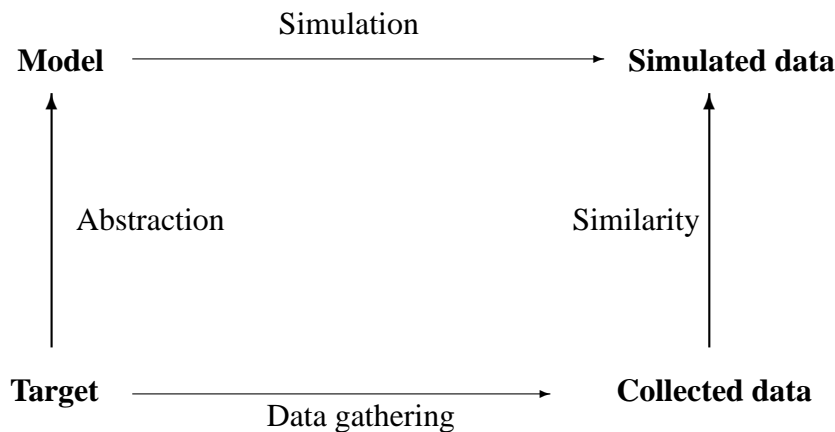 Simulation
Model
Simulated data
Abstraction
Similarity
Target
Collected data
Data gathering